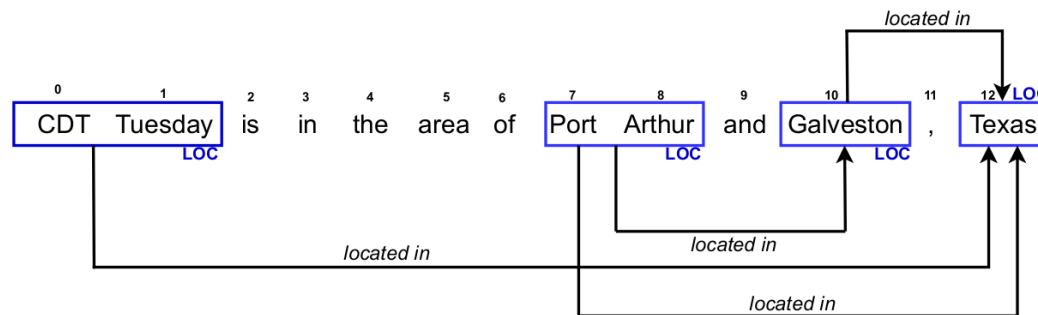 located in
0 1 2 3 4 5 6 7 8 9 10 11 12 LOC
CDT Tuesday is in the area of Port Arthur and Galveston , Texas
LOC LOC LOC
located in
located in
located in